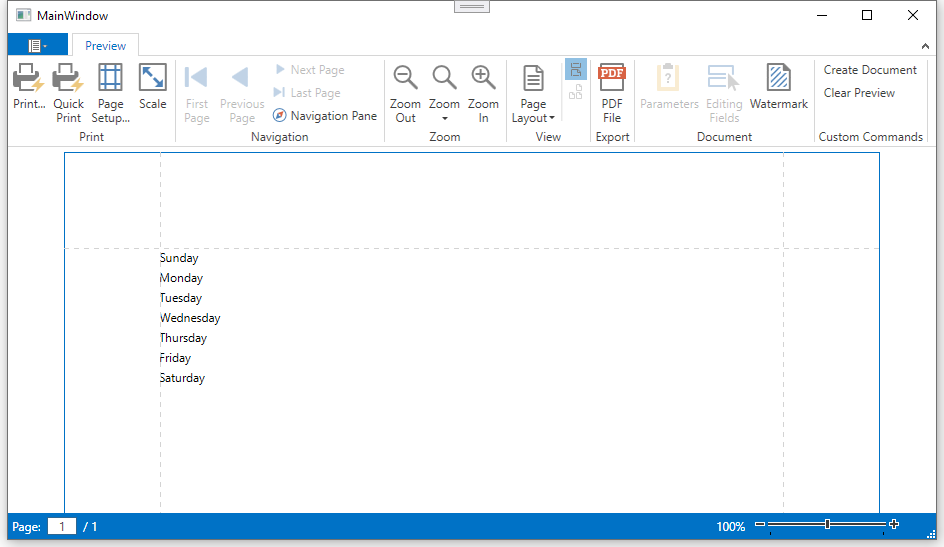 MainWindow
Preview
Print...
Quick
Print
Page
Setup...
Scale
Print
First
Page
Previous
Page
Next Page
Last Page
Navigation Pane
Navigation
Zoom
Out
Zoom
Zoom
In
Zoom
Page
Layout
View
PDF
PDF
File
Export
Parameters
Editing
Fields
Watermark
Document
Create Document
Clear Preview
Custom Commands
Sunday
Monday
Tuesday
Wednesday
Thursday
Friday
Saturday
Page: 1 / 1
100%